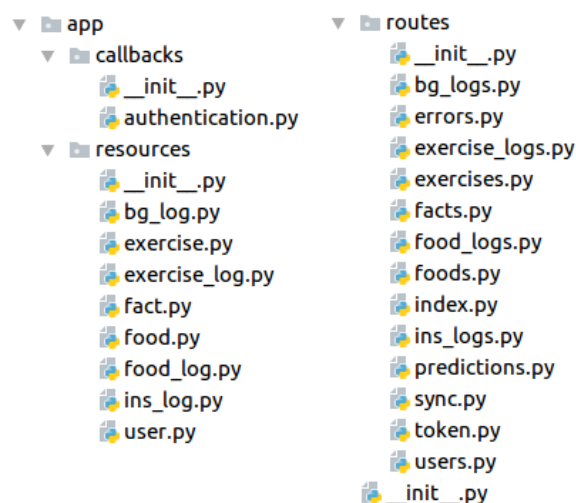 app
callbacks
__init__.py
authentication.py
resources
__init__.py
bg_log.py
exercise.py
exercise_log.py
fact.py
food.py
food_log.py
ins_log.py
user.py
routes
__init__.py
bg_logs.py
errors.py
exercise_logs.py
exercises.py
facts.py
food_logs.py
foods.py
index.py
ins_logs.py
predictions.py
sync.py
token.py
users.py
__init__.py